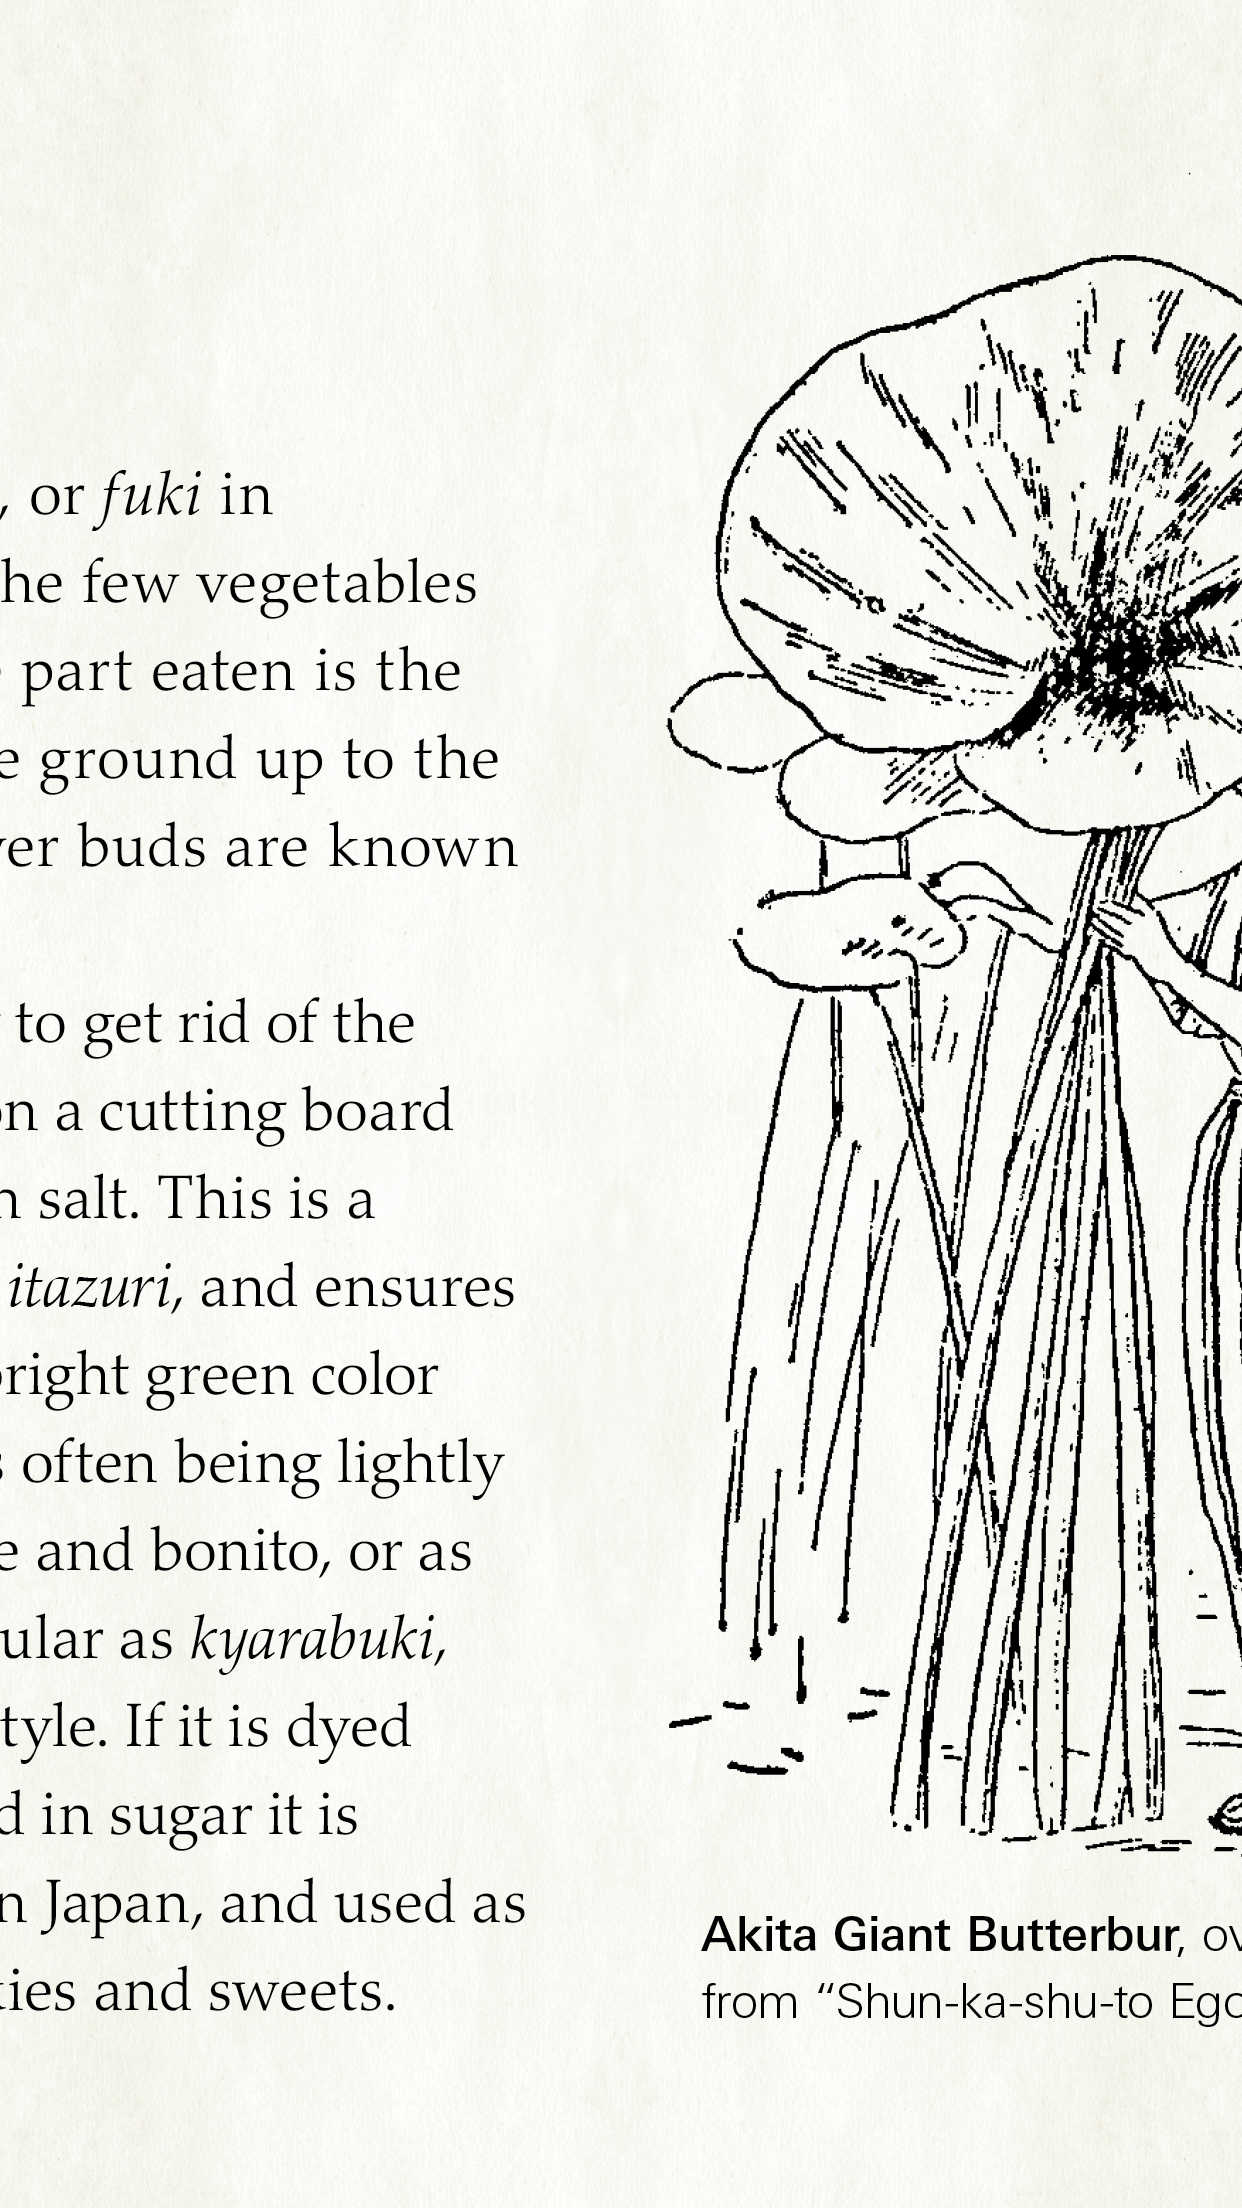 , or fuki in
he few vegetables
part eaten is the
e ground up to the
ver buds are known
to get rid of the
on a cutting board
n salt. This is a
itazuri, and ensures
bright green color
s often being lightly
e and bonito, or as
ular as kyarabuki,
tyle. If it is dyed
d in sugar it is
n Japan, and used as
kies and sweets.
Akita Giant Butterbur, ov
from “Shun-ka-shu-to Ego